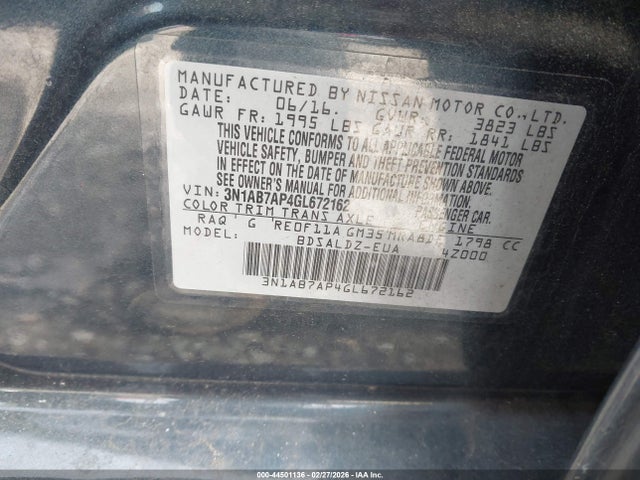 MANUFACTURED BY NISSAN MOTOR CO.,LTD.
DATE: 06/16. GVWR: 3823 LBS
GAWR FR: 1995 LBS GAWR RR: 1841 LBS
THIS VEHICLE CONFORMS TO ALL APPLICABLE FEDERAL MOTOR
VEHICLE SAFETY, BUMPER AND THEFT PREVENTION STANDARDS
IN EFFECT ON THE DATE OF MANUFACTURE SHOWN ABOVE.
SEE OWNER'S MANUAL FOR ADDITIONAL INFORMATION.
VIN: 3N1AB7AP4GL672162 PASSENGER CAR.
COLOR TRIM TRANS AXLE ENGINE
RAQ G RE0F11A GM35 1798 CC
MODEL: BDSALDZ-EUA 4Z000
3N1AB7AP4GL672162
000-44501136 - 02/27/2026 - IAA Inc.